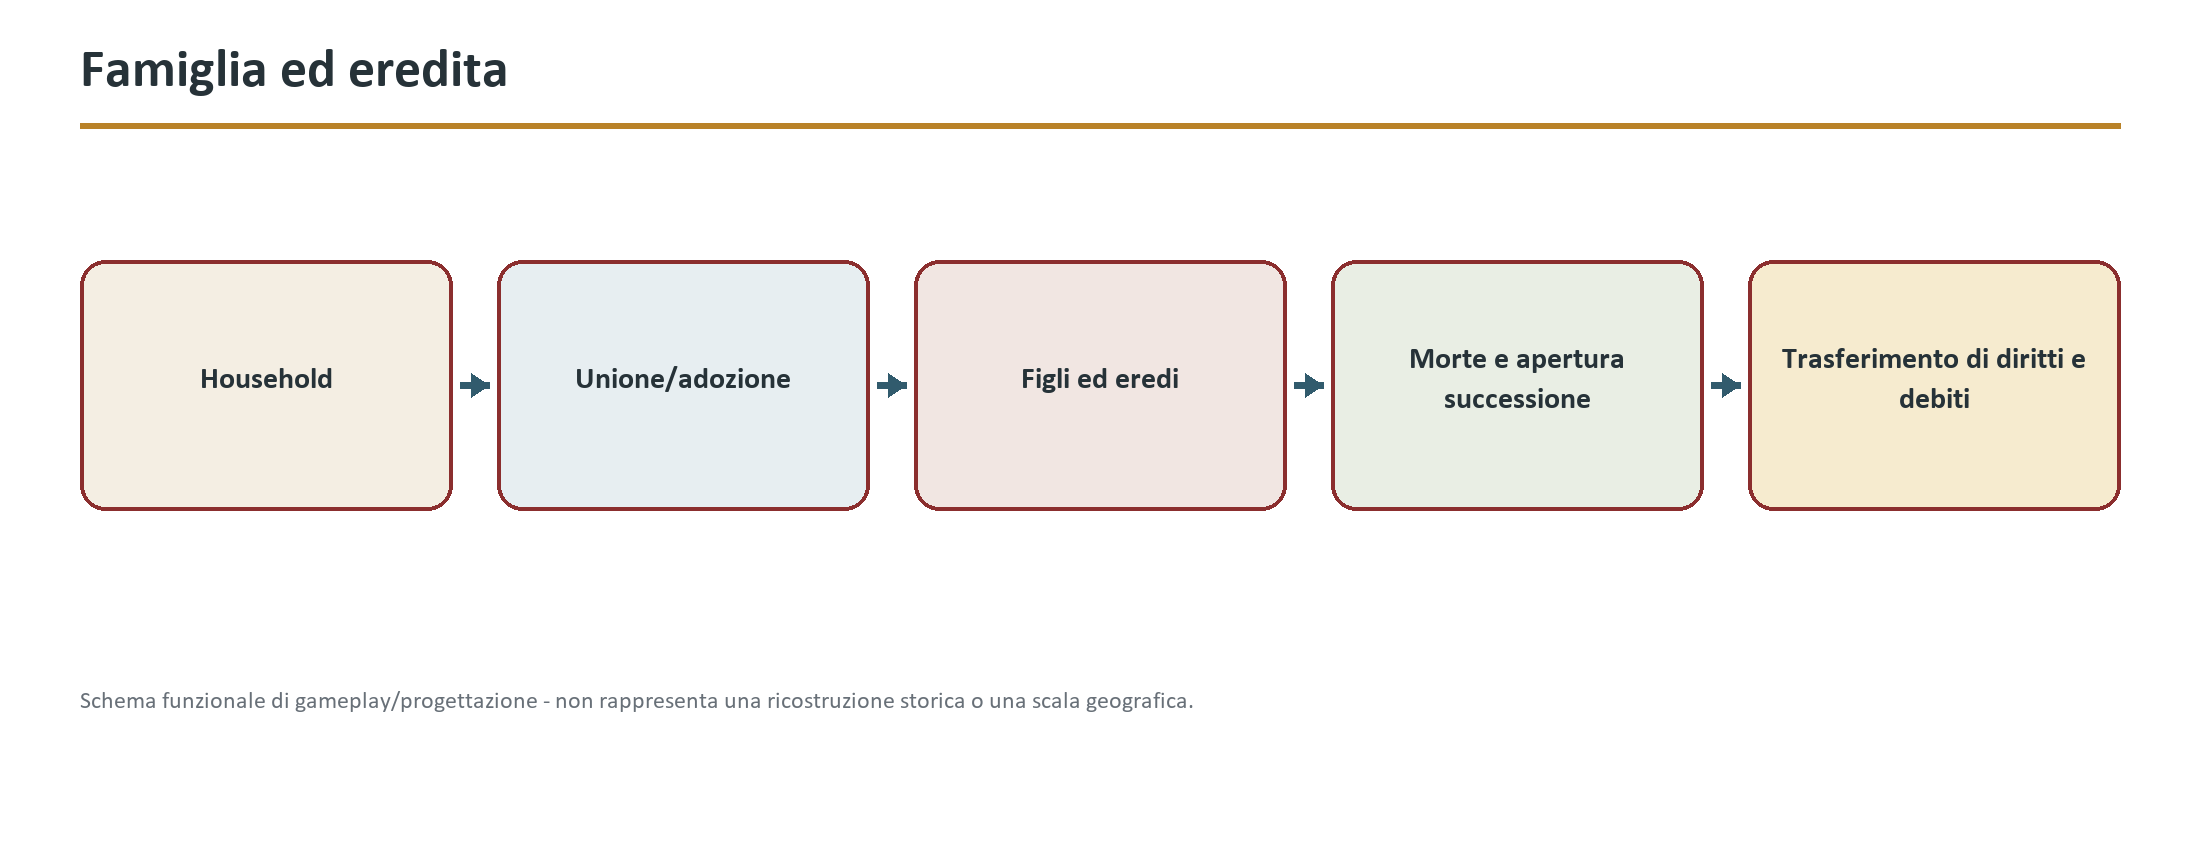 Famiglia ed eredita
Household
Unione/adozione
Figli ed eredi
Morte e apertura
successione
Trasferimento di diritti e
debiti
Schema funzionale di gameplay/progettazione - non rappresenta una ricostruzione storica o una scala geografica.